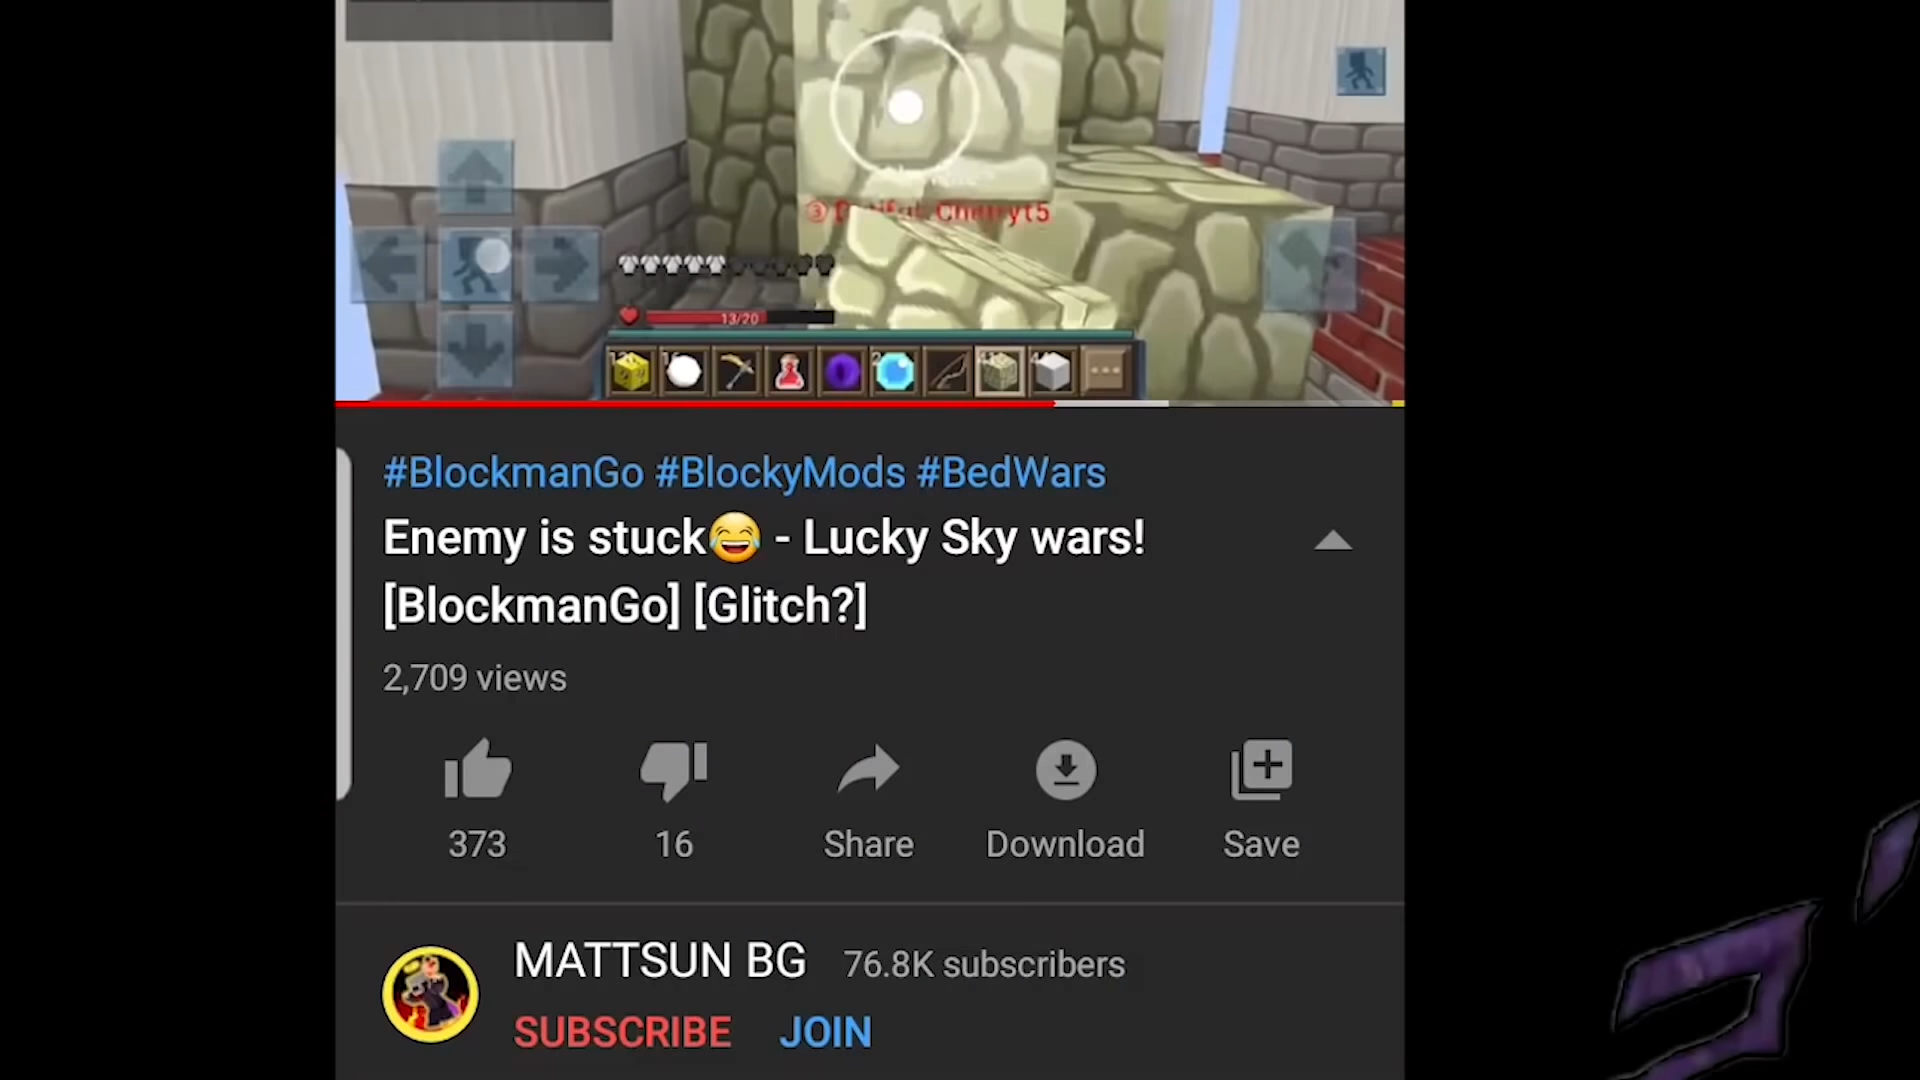 13/20
#BlockmanGo #BlockyMods #BedWars
Enemy is stuck😂 - Lucky Sky wars!
[BlockmanGo] [Glitch?]
2,709 views
373 16 Share Download Save
MATTSUN BG 76.8K subscribers
SUBSCRIBE JOIN